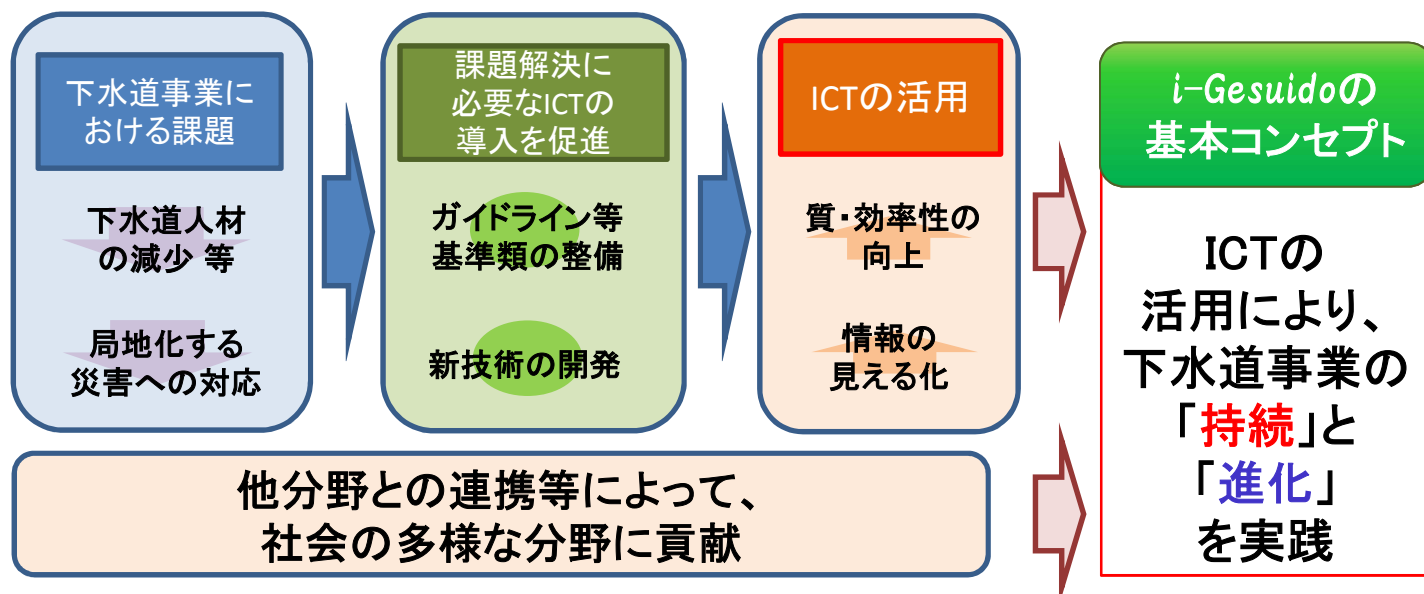 下水道事業に
おける課題
下水道人材
の減少 等
局地化する
災害への対応
課題解決に
必要なICTの
導入を促進
ガイドライン等
基準類の整備
新技術の開発
ICTの活用
質・効率性の
向上
情報の
見える化
他分野との連携等によって、
社会の多様な分野に貢献
i-Gesuidoの
基本コンセプト
ICTの
活用により、
下水道事業の
「持続」と
「進化」
を実践